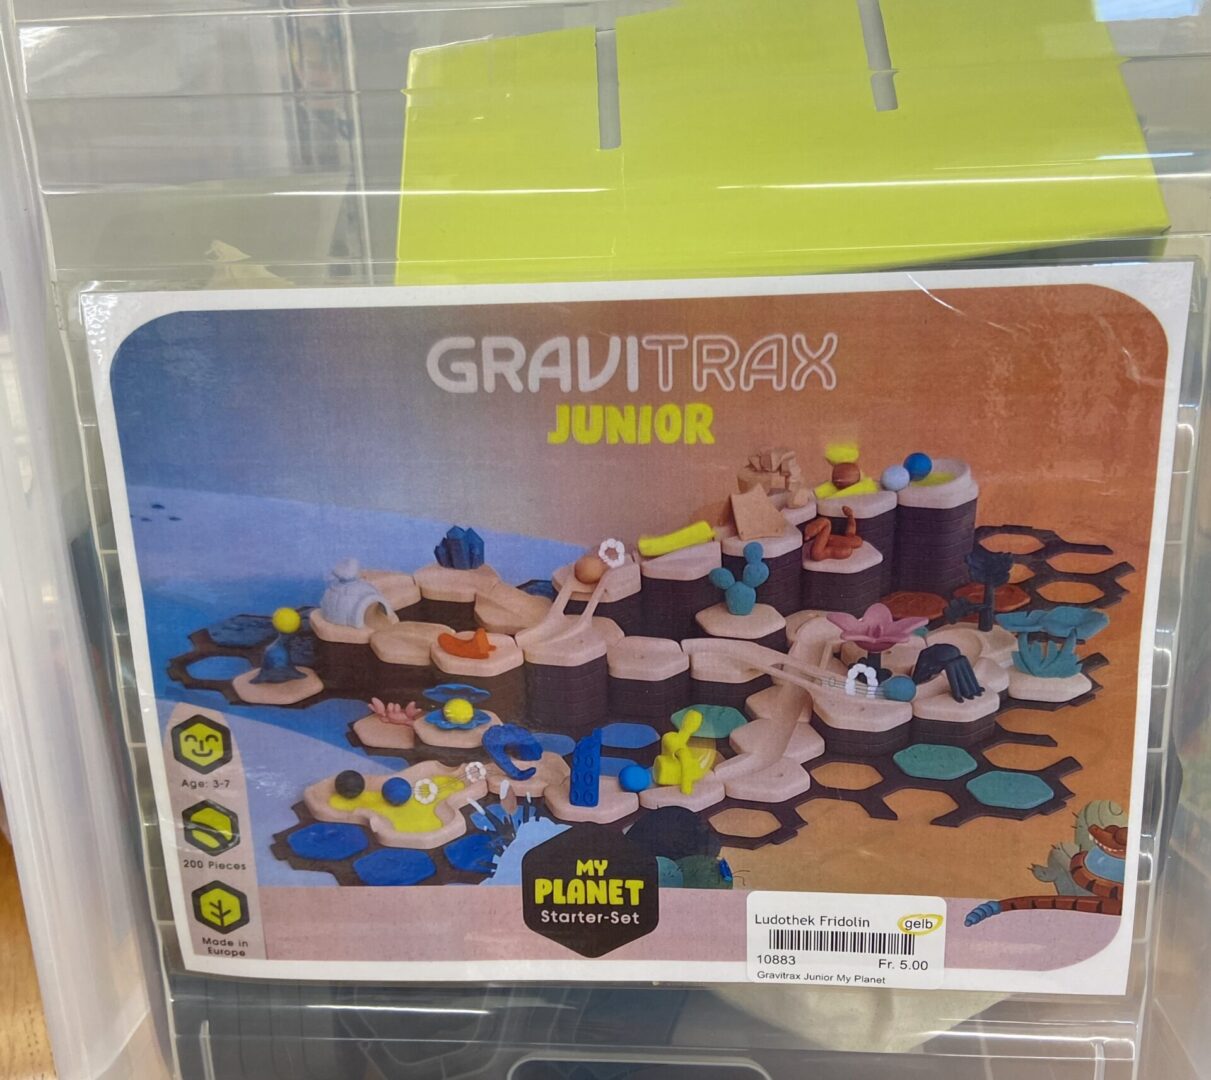 GRAVITRAX
JUNIOR
Age: 3-7
200 Pieces
Made in
Europe
MY
PLANET
Starter-Set
Ludothek Fridolin
gelb
10883
Fr. 5.00
Gravitrax Junior My Planet